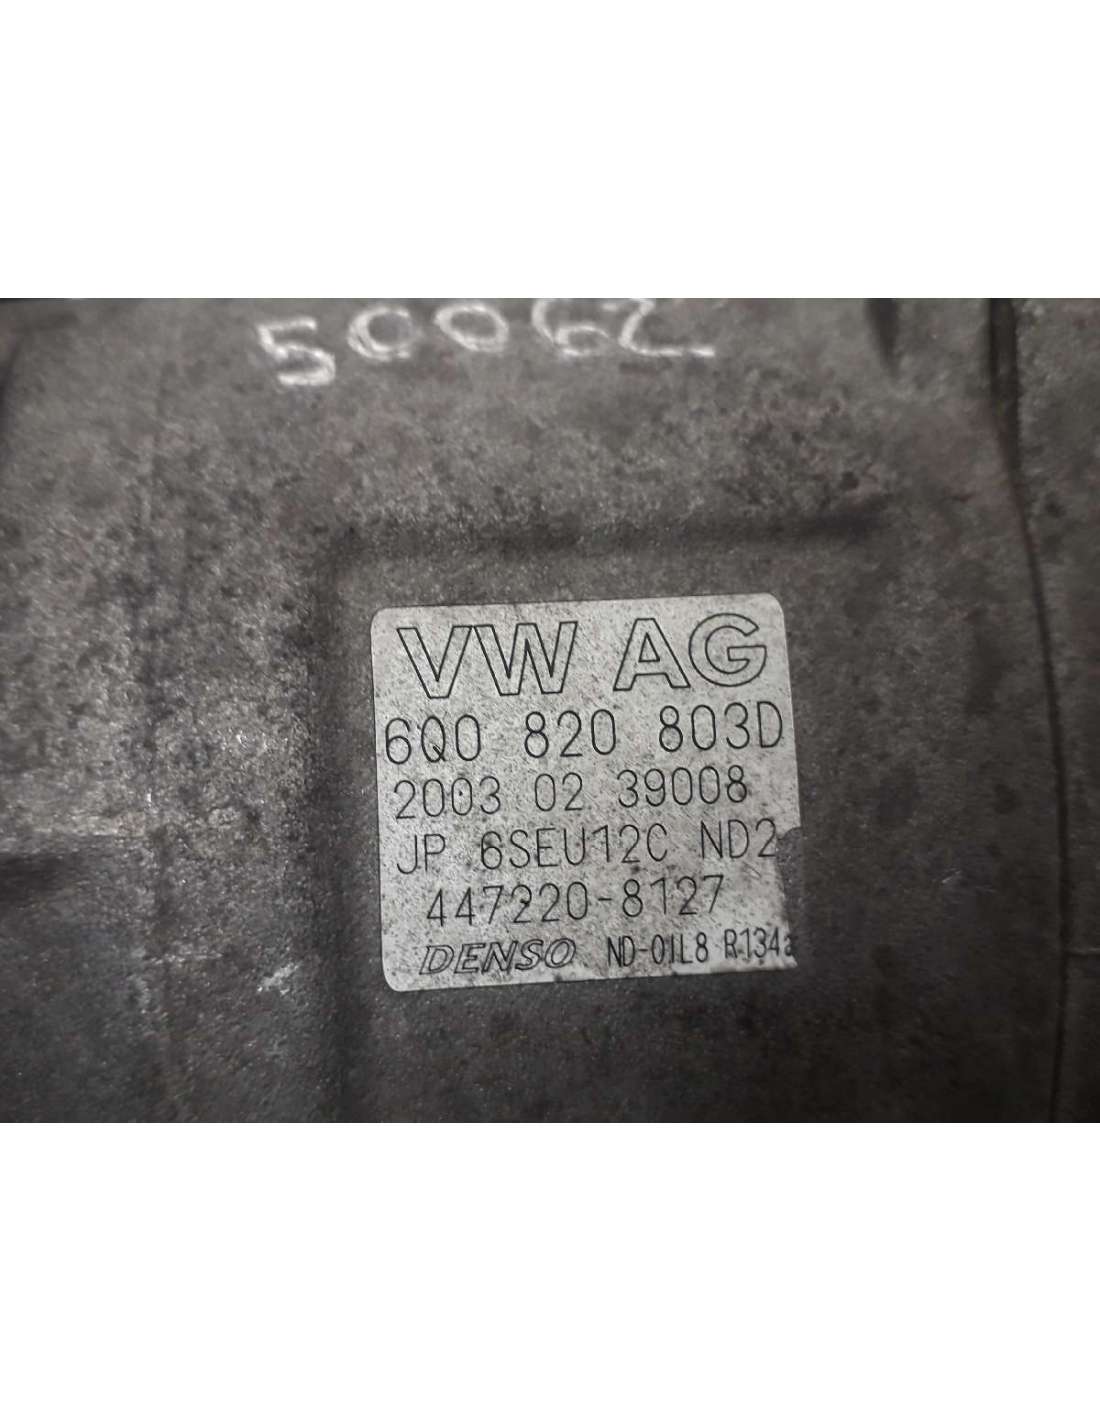 50062
VW AG
6Q0 820 803D
2003 02 39008
JP 6SEU12C ND2
447220-8127
DENSO ND-OIL8 R134a